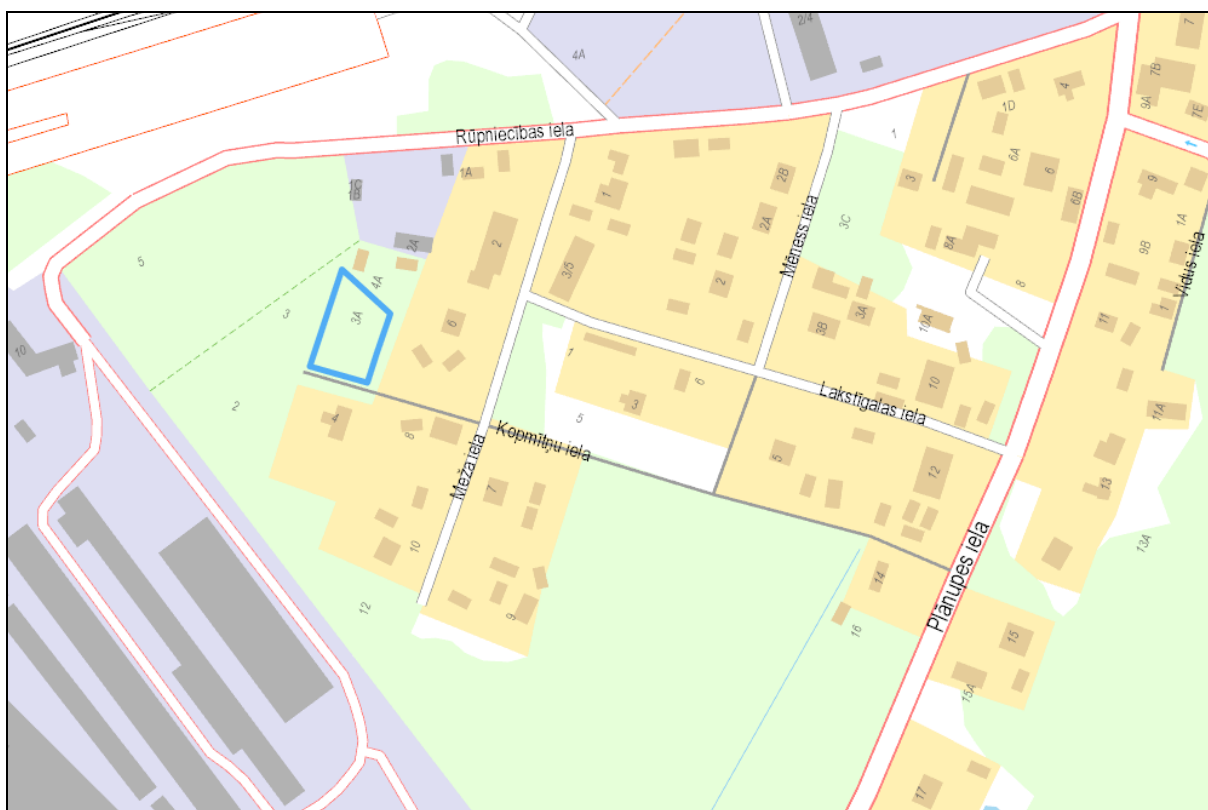 2/4
7
4A
7B
4
9A
1D
7E
Rūpniecības iela
1
6A
1A
1C
1B
2B
3
6
9
1
6B
2A
3C
1A
Mēness iela
2
2A
8A
9B
Vidus iela
5
4A
3/5
2
8
3
3A
3A
1
10A
11
3B
6
10
1
6
10
Lakstīgalas iela
2
3
11A
4
5
8
Kopmītņu iela
Meža iela
5
12
7
13
10
13A
Plānupes iela
14
12
9
16
15
15A
17